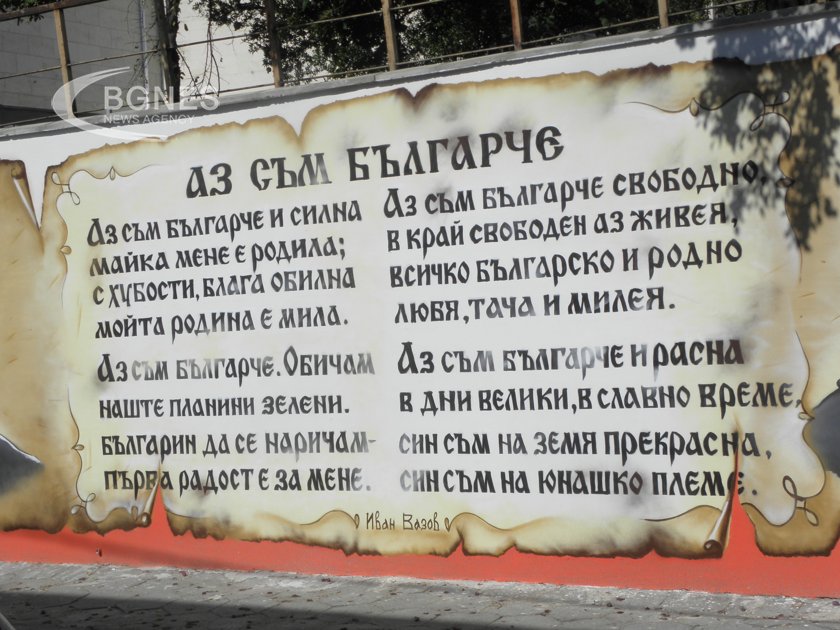 BGNES
NEWS AGENCY
АЗ СЪМ БЪЛГАРЧЕ
Аз съм българче и силна
майка мене е родила;
с хубости, блага обилна
мойта родина е мила.
Аз съм българче. Обичам
наште планини зелени.
българин да се наричам-
първа радост е за мене.
Аз съм българче свободно,
в край свободен аз живея,
всичко българско и родно
любя, тача и милея.
Аз съм българче и расна
в дни велики, в славно време,
син съм на земя прекрасна,
син съм на юнашко племе.
Иван Вазов